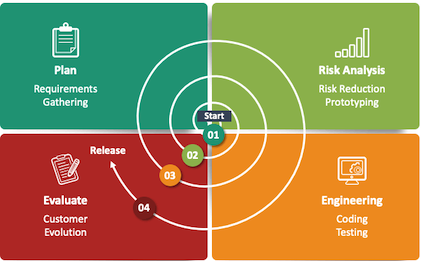 Plan
Requirements
Gathering
Risk Analysis
Risk Reduction
Prototyping
Start
01
02
03
04
Release
Evaluate
Customer
Evolution
Engineering
Coding
Testing